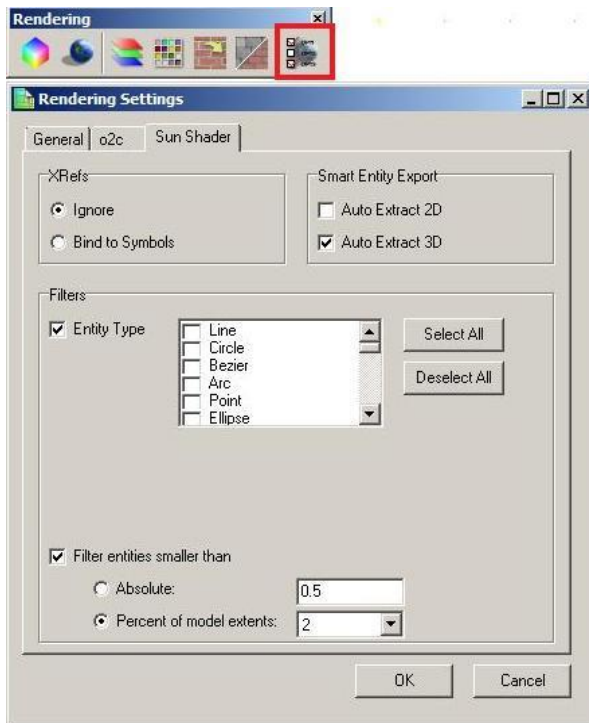 Rendering
Rendering Settings
General
o2c
Sun Shader
XRefs
Ignore
Bind to Symbols
Smart Entity Export
Auto Extract 2D
Auto Extract 3D
Filters
Entity Type
Line
Circle
Bezier
Arc
Point
Ellipse
Select All
Deselect All
Filter entities smaller than
Absolute:
0.5
Percent of model extents:
2
OK
Cancel